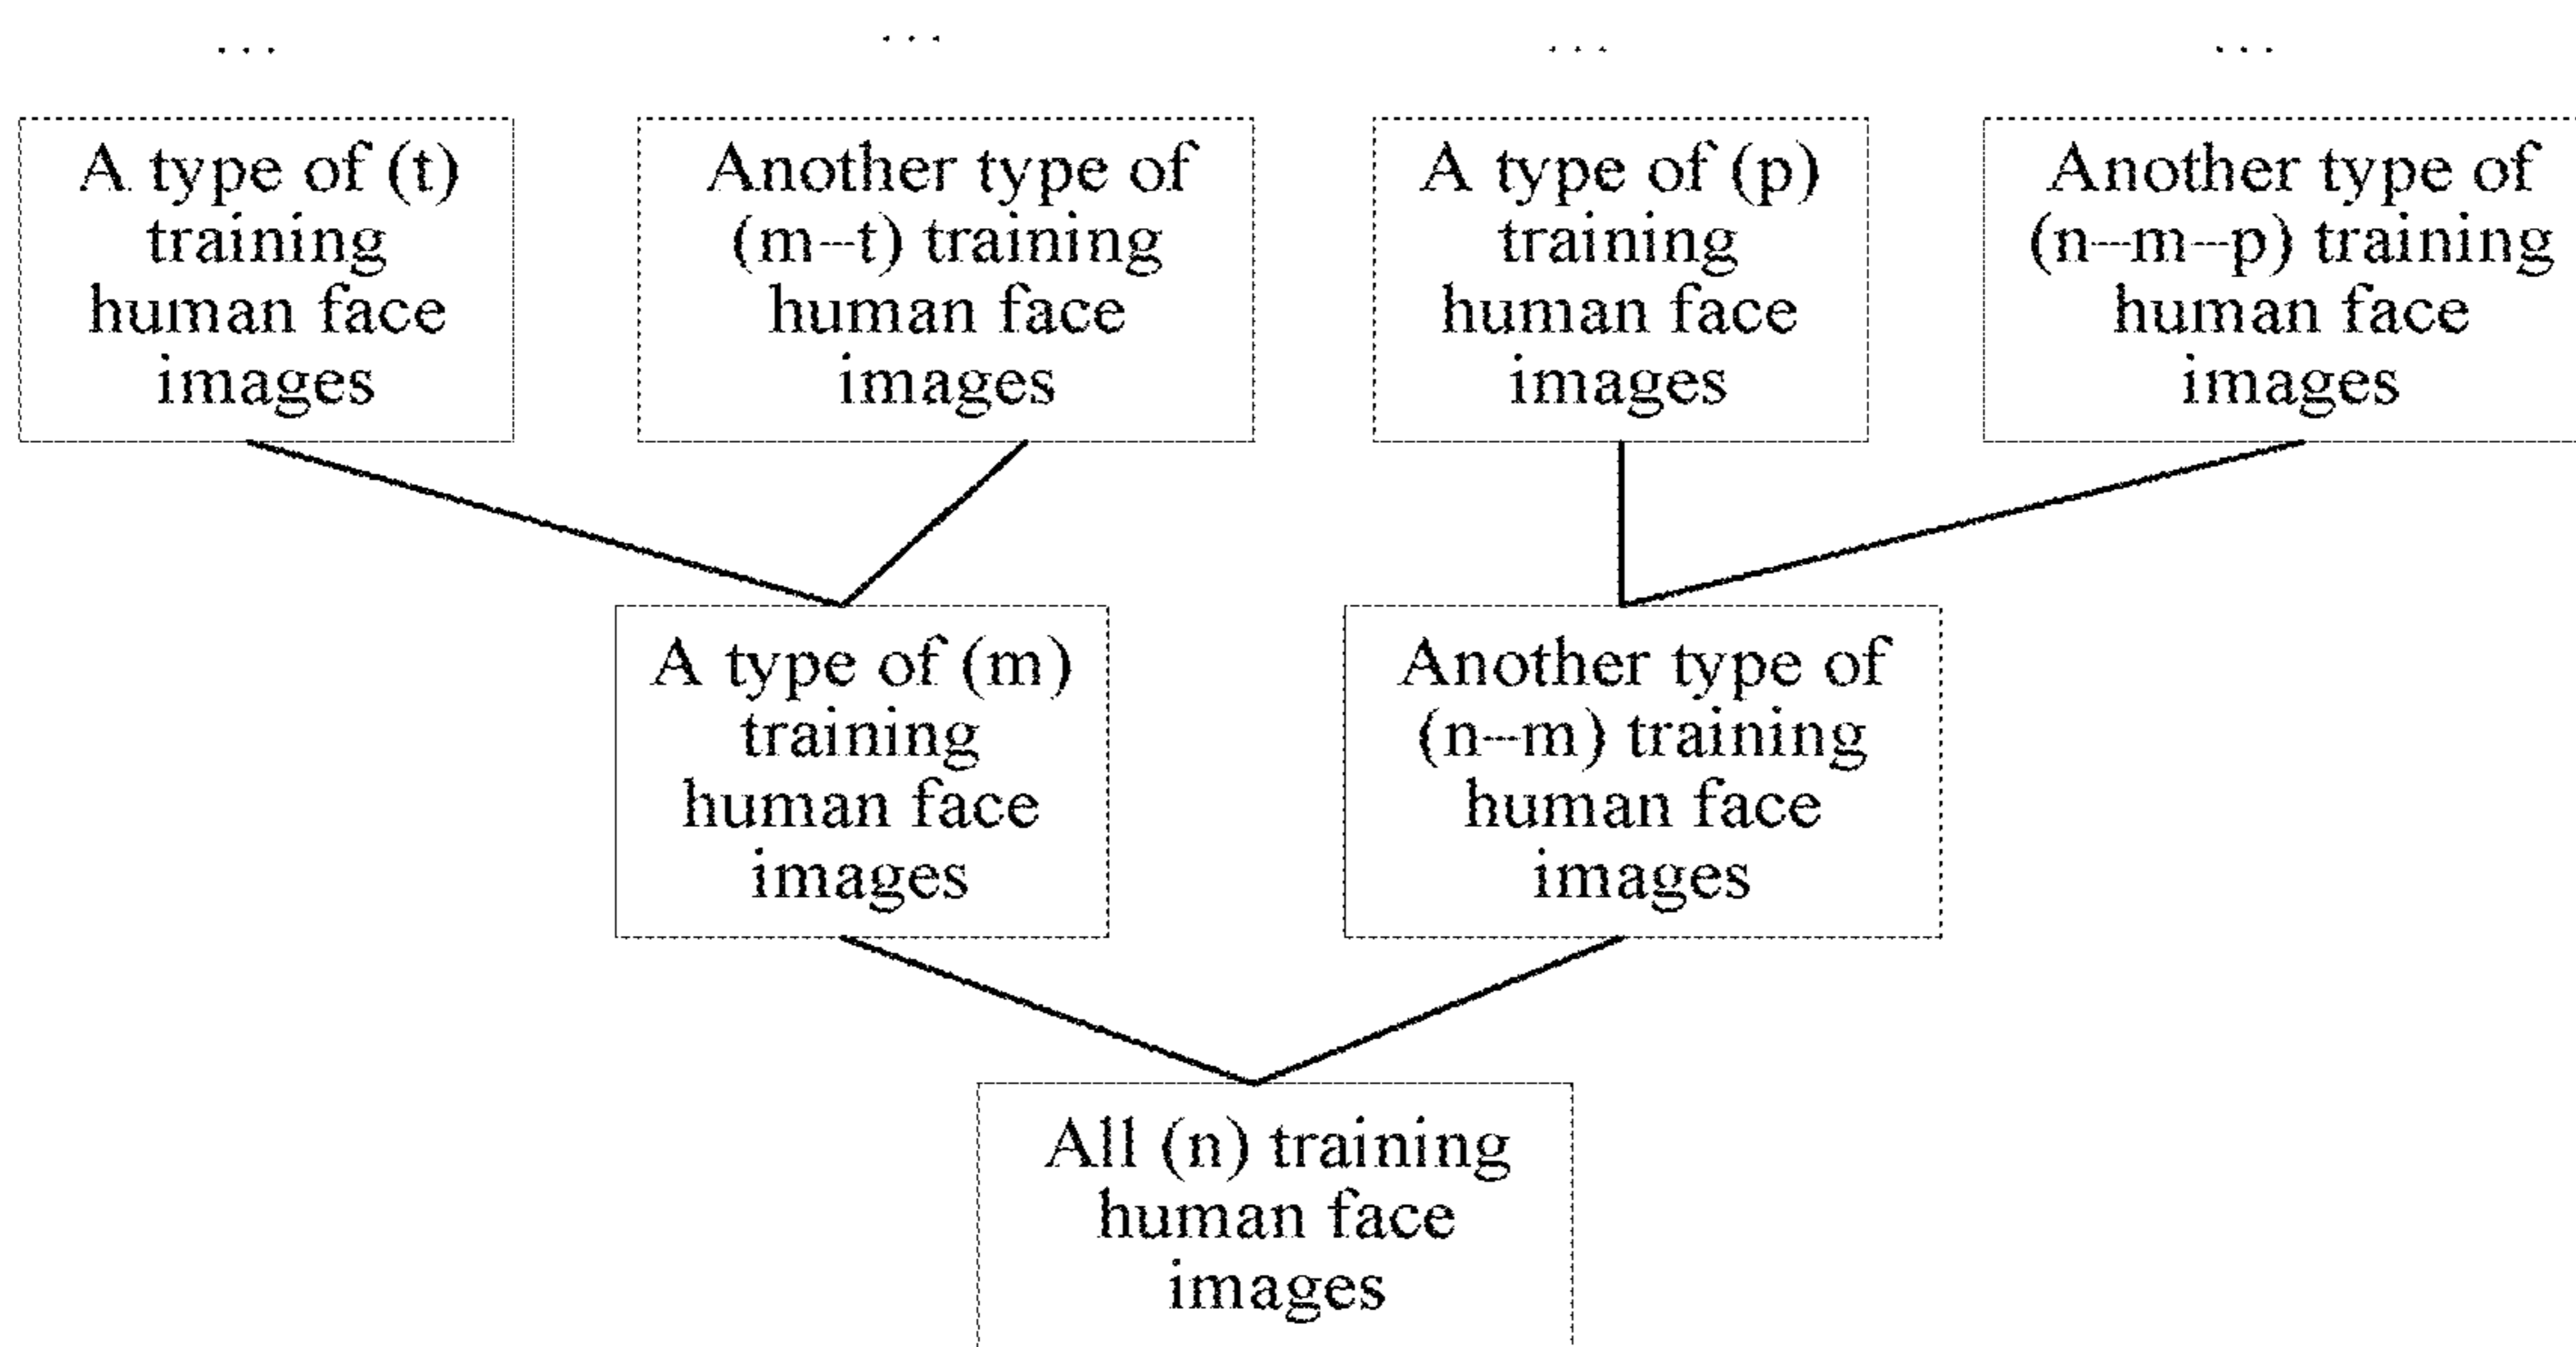 ... ... ... ...
A type of (t)
training
human face
images
Another type of
(m--t) training
human face
images
A type of (p)
training
human face
images
Another type of
(n--m--p) training
human face
images
A type of (m)
training
human face
images
Another type of
(n--m) training
human face
images
All (n) training
human face
images